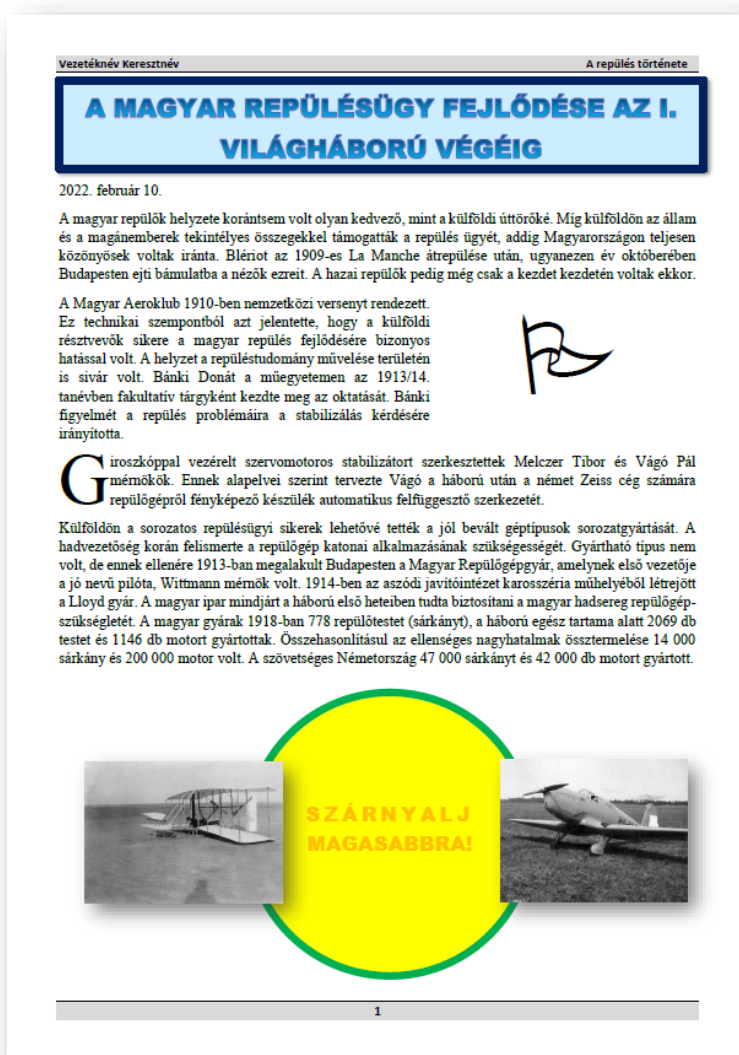 Vezetéknév Keresztnév A repülés története
A MAGYAR REPÜLÉSÜGY FEJLŐDÉSE AZ I.
VILÁGHÁBORÚ VÉGÉIG
2022. február 10.
A magyar repülők helyzete korántsem volt olyan kedvező, mint a külföldi úttörőké. Míg külföldön az állam
és a magánemberek tekintélyes összegekkel támogatták a repülés ügyét, addig Magyarországon teljesen
közönyösek voltak iránta. Blériot az 1909-es La Manche átrepülése után, ugyanezen év októberében
Budapesten ejti bámulatba a nézők ezreit. A hazai repülők pedig még csak a kezdet kezdetén voltak ekkor.
A Magyar Aeroklub 1910-ben nemzetközi versenyt rendezett.
Ez technikai szempontból azt jelentette, hogy a külföldi
résztvevők sikere a magyar repülés fejlődésére bizonyos
hatással volt. A helyzet a repüléstudomány művelése területén
is sivár volt. Bánki Donát a műegyetemen az 1913/14.
tanévben fakultatív tárgyként kezdte meg az oktatását. Bánki
figyelmét a repülés problémáira a stabilizálás kérdésére
irányította.
Giroszkóppal vezérelt szervomotoros stabilizátort szerkesztettek Melczer Tibor és Vágó Pál
mérnökök. Ennek alapelvei szerint tervezte Vágó a háború után a német Zeiss cég számára
repülőgépről fényképező készülék automatikus felfüggesztő szerkezetét.
Külföldön a sorozatos repülésügyi sikerek lehetővé tették a jól bevált géptípusok sorozatgyártását. A
hadvezetőség korán felismerte a repülőgép katonai alkalmazásának szükségességét. Gyártható típus nem
volt, de ennek ellenére 1913-ban megalakult Budapesten a Magyar Repülőgépgyár, amelynek első vezetője
a jó nevű pilóta, Wittmann mérnök volt. 1914-ben az aszódi javítóintézet karosszéria műhelyéből létrejött
a Lloyd gyár. A magyar ipar mindjárt a háború első heteiben tudta biztosítani a magyar hadsereg repülőgép-
szükségletét. A magyar gyárak 1918-ban 778 repülőtestet (sárkányt), a háború egész tartama alatt 2069 db
testet és 1146 db motort gyártottak. Összehasonlításul az ellenséges nagyhatalmak össztermelése 14 000
sárkány és 200 000 motor volt. A szövetséges Németország 47 000 sárkányt és 42 000 db motort gyártott.
SZÁRNYALJ
MAGASABBRA!
1